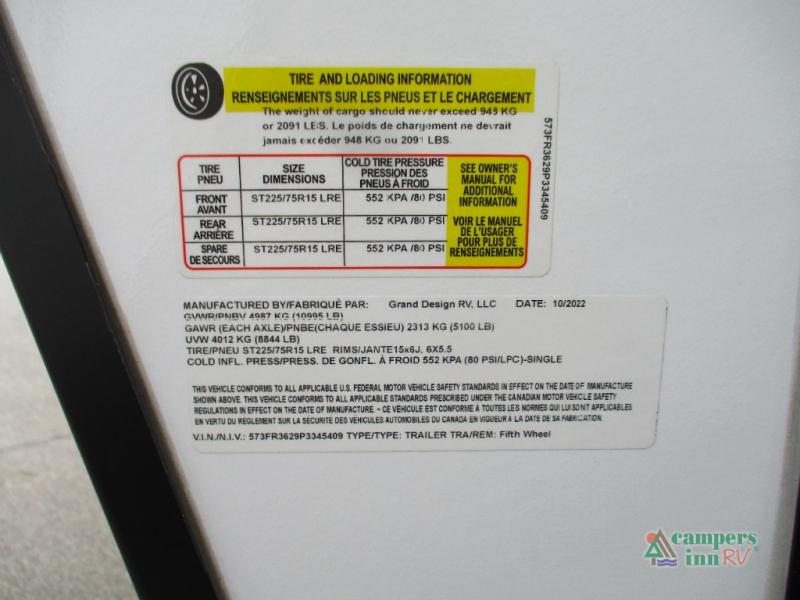 TIRE AND LOADING INFORMATION
RENSEIGNEMENTS SUR LES PNEUS ET LE CHARGEMENT
The weight of cargo should never exceed 948 KG
or 2091 LBS. Le poids de chargement ne devrait
jamais excéder 948 KG ou 2091 LBS.
TIRE PNEU SIZE DIMENSIONS COLD TIRE PRESSURE PRESSION DES PNEUS À FROID
FRONT AVANT ST225/75R15 LRE 552 KPA /80 PSI
REAR ARRIÈRE ST225/75R15 LRE 552 KPA /80 PSI
SPARE DE SECOURS ST225/75R15 LRE 552 KPA /80 PSI
SEE OWNER'S
MANUAL FOR
ADDITIONAL
INFORMATION
VOIR LE MANUEL
DE L'USAGER
POUR PLUS DE
RENSEIGNEMENTS
573FR3629P3345409
MANUFACTURED BY/FABRIQUÉ PAR: Grand Design RV, LLC DATE: 10/2022
GVWR/PNBV 4987 KG (10995 LB)
GAWR (EACH AXLE)/PNBE(CHAQUE ESSIEU) 2313 KG (5100 LB)
UVW 4012 KG (8844 LB)
TIRE/PNEU ST225/75R15 LRE RIMS/JANTE15x6J, 6X5.5
COLD INFL. PRESS/PRESS. DE GONFL. À FROID 552 KPA (80 PSI/LPC)-SINGLE
THIS VEHICLE CONFORMS TO ALL APPLICABLE U.S. FEDERAL MOTOR VEHICLE SAFETY STANDARDS IN EFFECT ON THE DATE OF MANUFACTURE
SHOWN ABOVE. THIS VEHICLE CONFORMS TO ALL APPLICABLE STANDARDS PRESCRIBED UNDER THE CANADIAN MOTOR VEHICLE SAFETY
REGULATIONS IN EFFECT ON THE DATE OF MANUFACTURE. ~ CE VEHICULE EST CONFORME À TOUTES LES NORMES QUI LUI SONT APPLICABLES
EN VERTU DU REGLEMENT SUR LA SECURITE DES VEHICULES AUTOMOBILES DU CANADA EN VIGUEUR A LA DATE DE SA FABRICATION.
V.I.N./N.I.V.: 573FR3629P3345409 TYPE/TYPE: TRAILER TRA/REM: Fifth Wheel
campers
inn RV